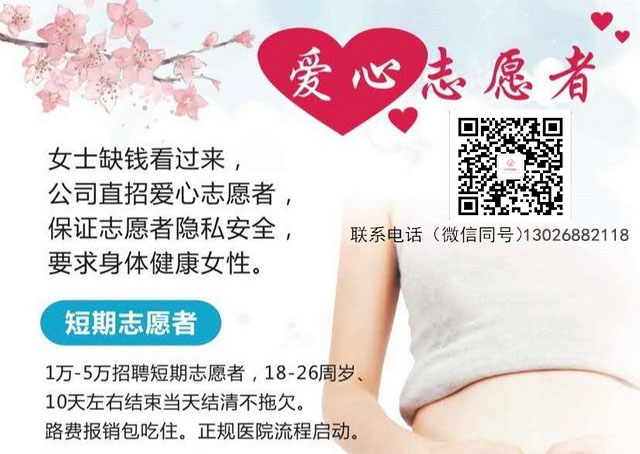 爱心志愿者
女士缺钱看过来，
公司直招爱心志愿者，
保证志愿者隐私安全，
要求身体健康女性。
联系电话（微信同号)13026882118
短期志愿者
1万-5万招聘短期志愿者，18-26周岁、
10天左右结束当天结清不拖欠。
路费报销包吃住。正规医院流程启动。